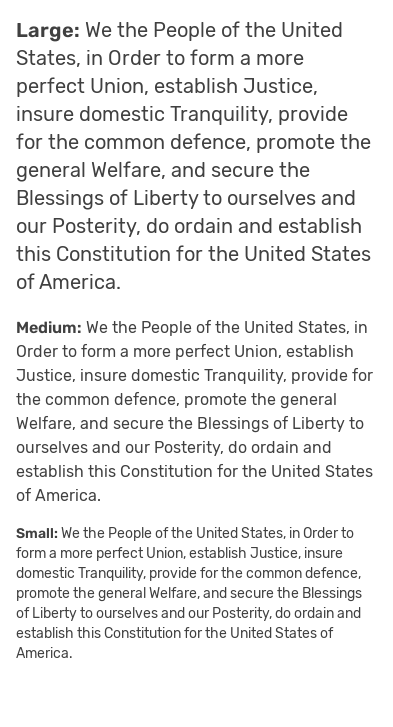 Large: We the People of the United
States, in Order to form a more
perfect Union, establish Justice,
insure domestic Tranquility, provide
for the common defence, promote the
general Welfare, and secure the
Blessings of Liberty to ourselves and
our Posterity, do ordain and establish
this Constitution for the United States
of America.
Medium: We the People of the United States, in
Order to form a more perfect Union, establish
Justice, insure domestic Tranquility, provide for
the common defence, promote the general
Welfare, and secure the Blessings of Liberty to
ourselves and our Posterity, do ordain and
establish this Constitution for the United States
of America.
Small: We the People of the United States, in Order to
form a more perfect Union, establish Justice, insure
domestic Tranquility, provide for the common defence,
promote the general Welfare, and secure the Blessings
of Liberty to ourselves and our Posterity, do ordain and
establish this Constitution for the United States of
America.